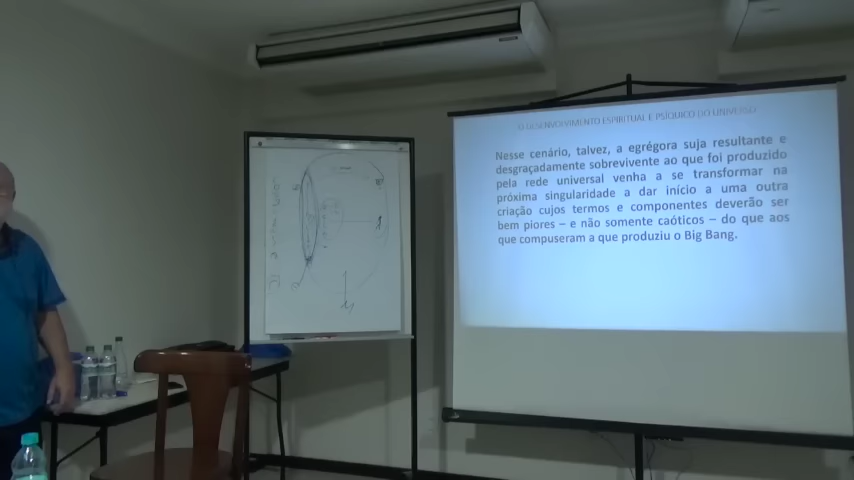 O DESENVOLVIMENTO ESPIRITUAL E PSÍQUICO DO UNIVERSO
Nesse cenário, talvez, a egrégora suja resultante e
desgraçadamente sobrevivente ao que foi produzido
pela rede universal venha a se transformar na
próxima singularidade a dar início a uma outra
criação cujos termos e componentes deverão ser
bem piores – e não somente caóticos – do que aos
que compuseram a que produziu o Big Bang.